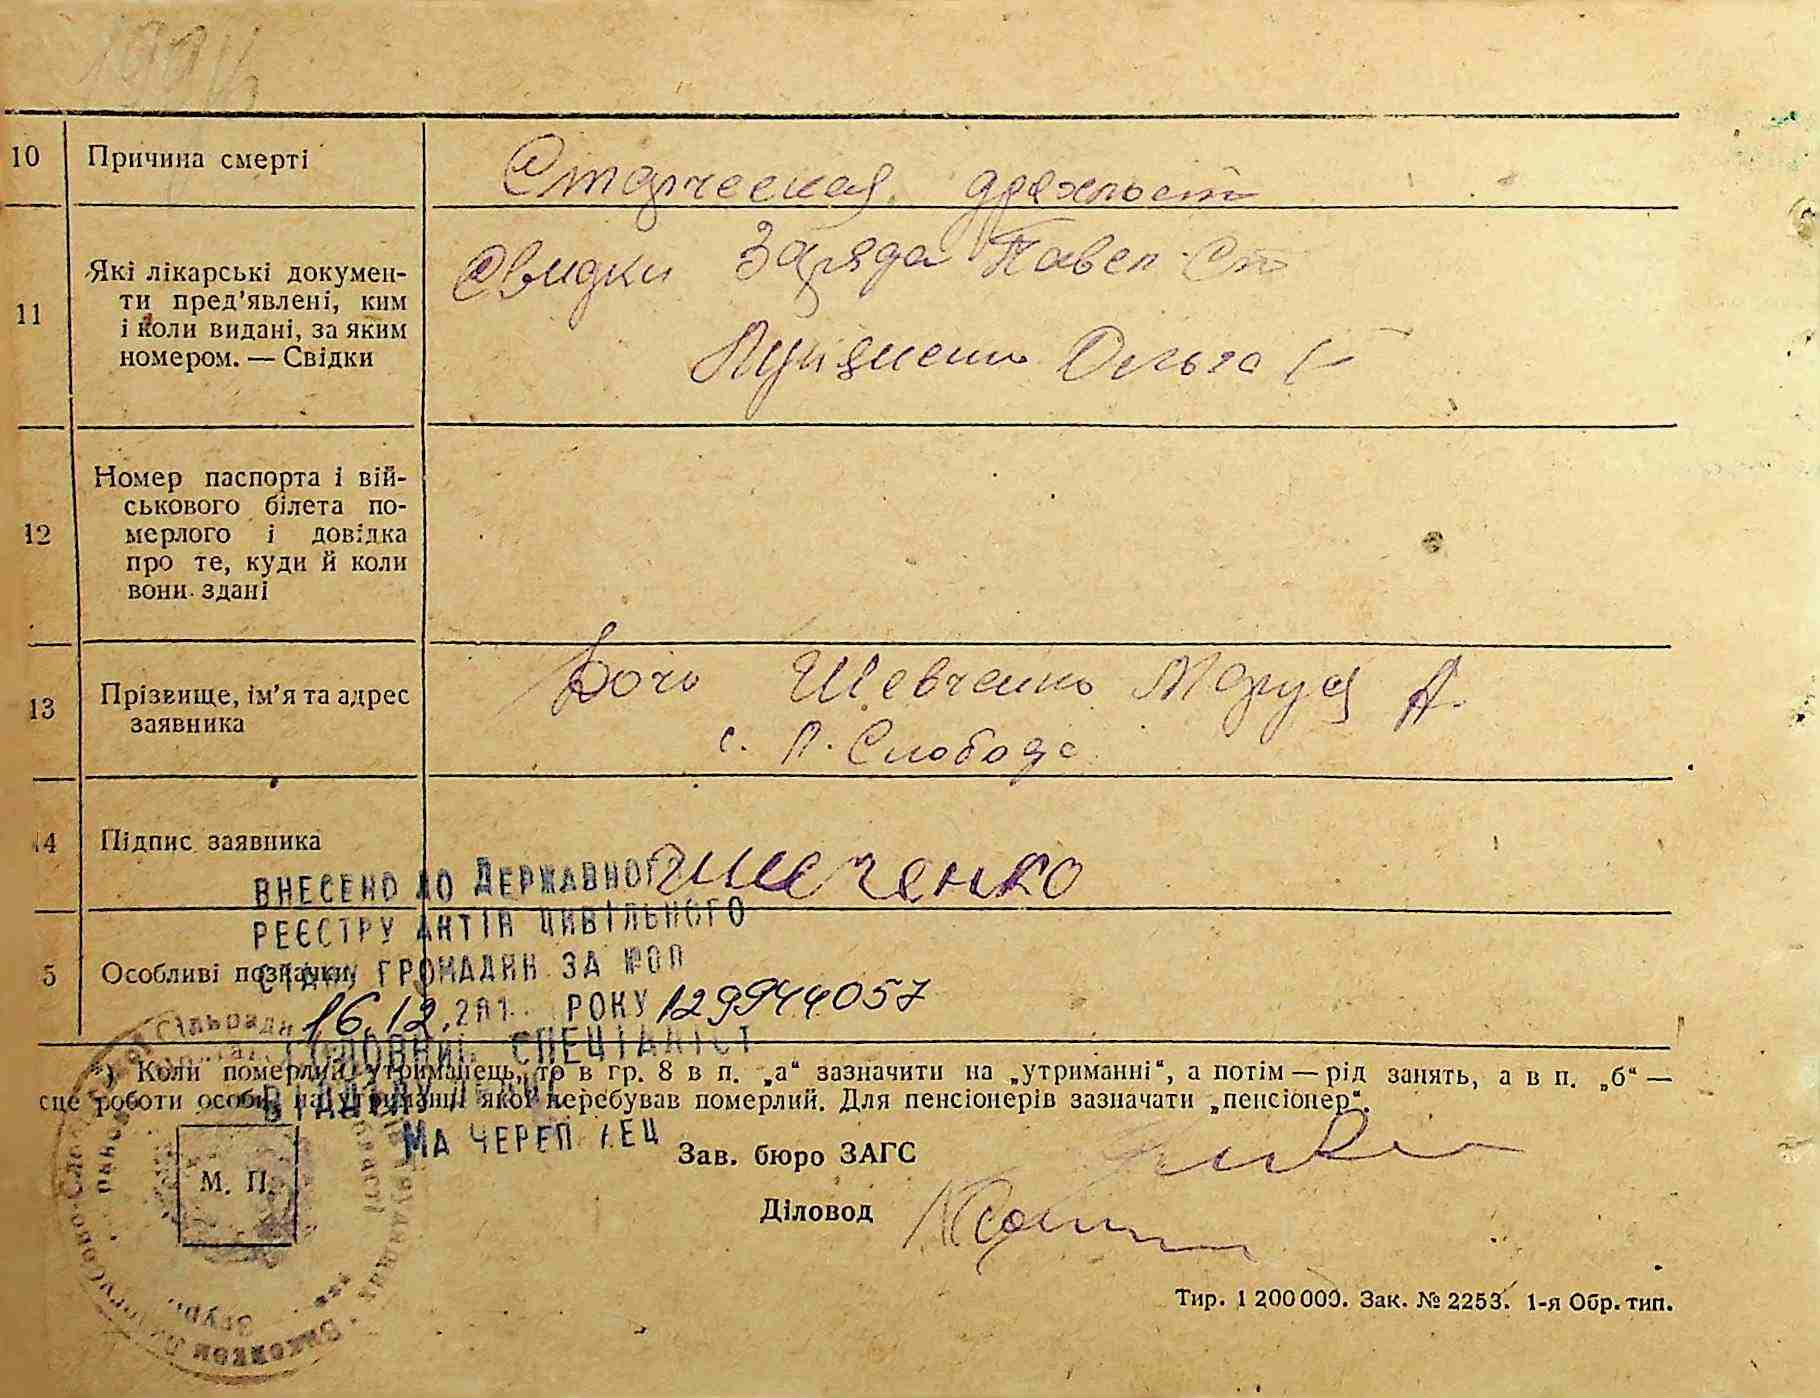 10 Причина смерті Старческая дряхлост
11 Які лікарські докумен-
ти пред'явлені, ким
і коли видані, за яким
номером. — Свідки
Свидки Заряда Павел Ст
Ольга
12 Номер паспорта і вій-
ськового білета по-
мерлого і довідка
про те, куди й коли
вони здані
13 Прізвище, ім'я та адрес
заявника
Дочь Шевченко Маруся А.
с. Л. Слобода
14 Підпис заявника
Шевченко
ВНЕСЕНО ДО ДЕРЖАВНОГО
РЕЄСТРУ АКТІВ ЦИВІЛЬНОГО
5 Особливі позначки
СТАНУ ГРОМАДЯН ЗА №
16.12.201 РОКУ 129944057
ГОЛОВНИЙ СПЕЦІАЛІСТ
*) Коли померлий утриманець, то в гр. 8 в п. „а“ зазначити на „утриманні“, а потім — рід занять, а в п. „б“ —
сце роботи особи, на утриманні якої перебував померлий. Для пенсіонерів зазначати „пенсіонер“.
ВІДДІЛУ
Зав. бюро ЗАГС
М. П.
Діловод
Тир. 1 200 000. Зак. № 2253. 1-я Обр. тип.